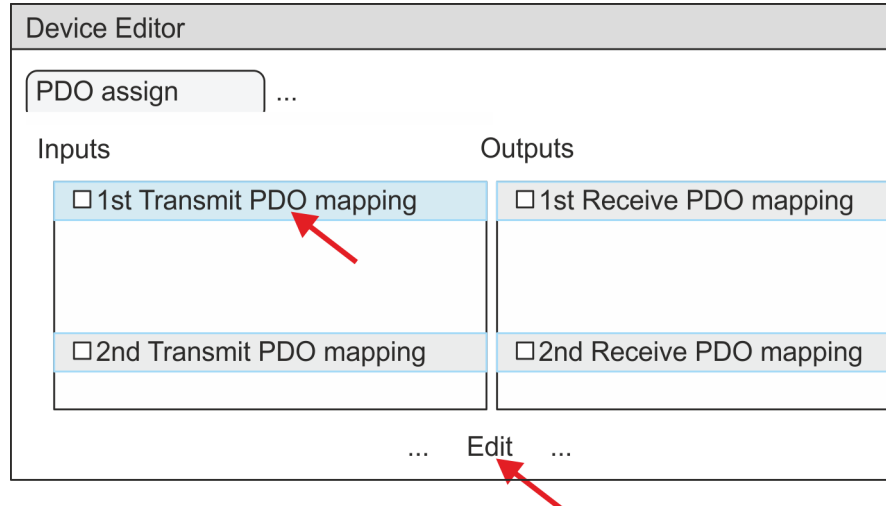 Device Editor
PDO assign ...
Inputs Outputs
1st Transmit PDO mapping 1st Receive PDO mapping
2nd Transmit PDO mapping 2nd Receive PDO mapping
... Edit ...